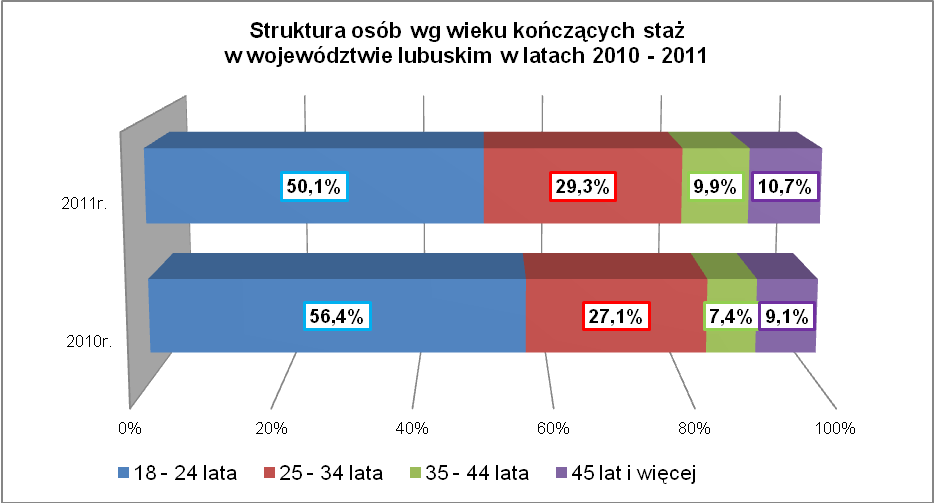 Struktura osób wg wieku kończących staż
w województwie lubuskim w latach 2010 - 2011
2011r.
50,1%
29,3%
9,9%
10,7%
2010r.
56,4%
27,1%
7,4%
9,1%
0%
20%
40%
60%
80%
100%
18 - 24 lata
25 - 34 lata
35 - 44 lata
45 lat i więcej